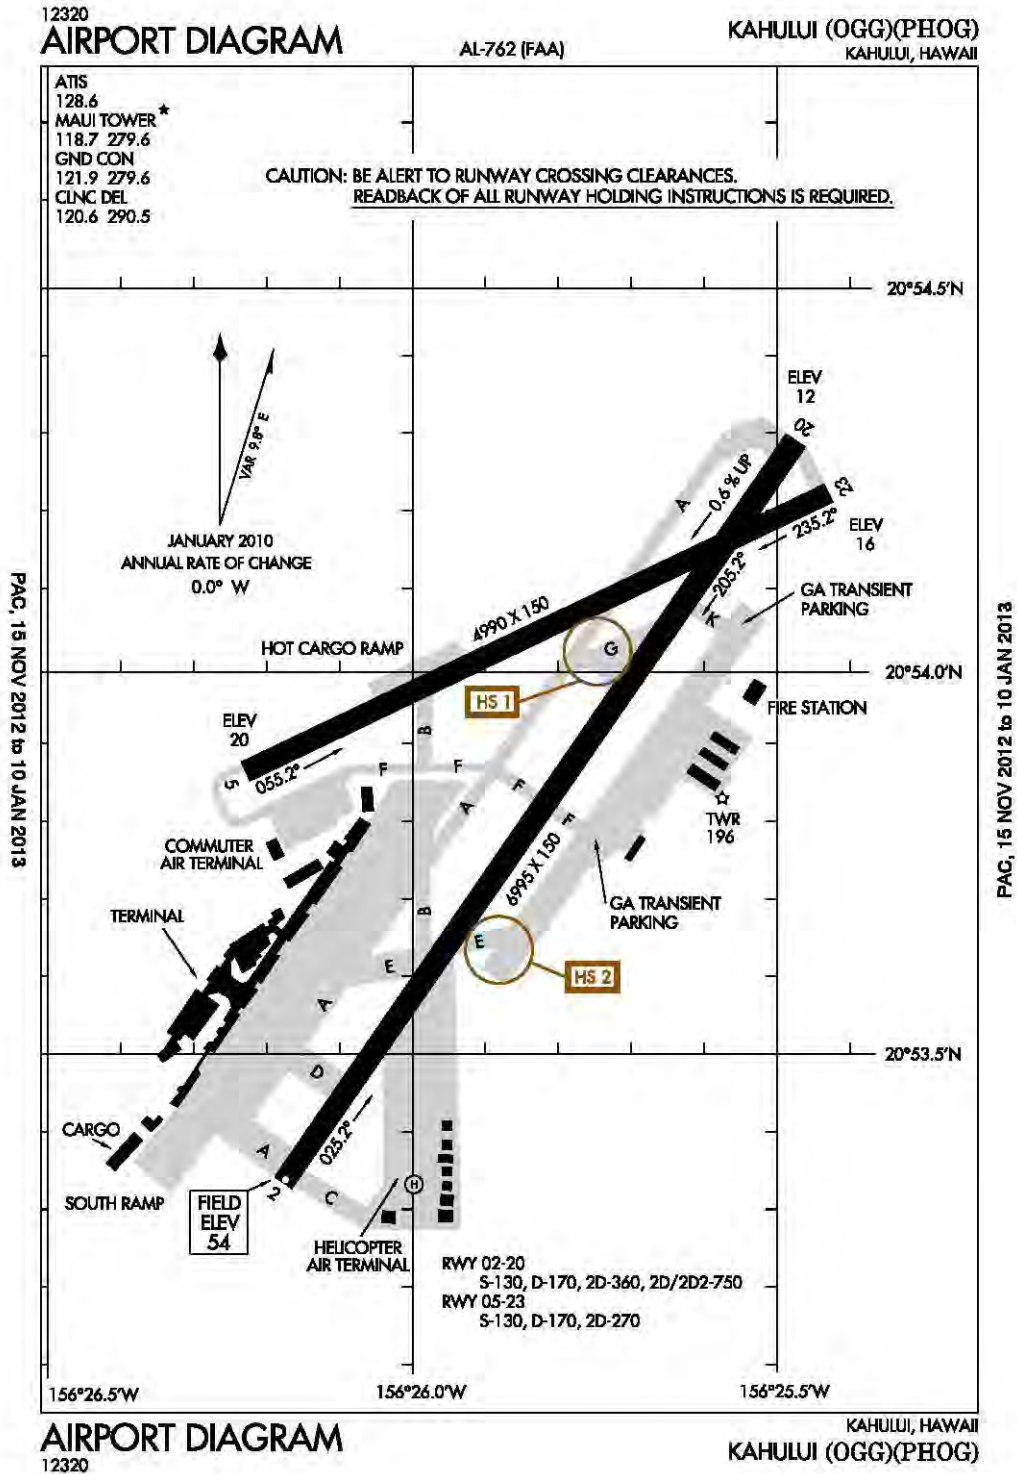 12320
AIRPORT DIAGRAM
AL-762 (FAA)
KAHULUI (OGG)(PHOG)
KAHULUI, HAWAII
ATIS
128.6
MAUI TOWER ★
118.7 279.6
GND CON
121.9 279.6
CLNC DEL
120.6 290.5
CAUTION: BE ALERT TO RUNWAY CROSSING CLEARANCES.
READBACK OF ALL RUNWAY HOLDING INSTRUCTIONS IS REQUIRED.
20°54.5'N
VAR 9.8° E
JANUARY 2010
ANNUAL RATE OF CHANGE
0.0° W
ELEV
12
20
23
A
0.6% UP
235.2°
ELEV
16
205.2°
GA TRANSIENT
PARKING
K
4990 X 150
HOT CARGO RAMP
G
20°54.0'N
HS 1
FIRE STATION
ELEV
20
B
5
055.2°
F
F
F
F
A
TWR
196
COMMUTER
AIR TERMINAL
6995 X 150
GA TRANSIENT
PARKING
TERMINAL
B
E
E
HS 2
A
20°53.5'N
D
CARGO
A
025.2°
SOUTH RAMP
2
C
H
FIELD
ELEV
54
HELICOPTER
AIR TERMINAL
RWY 02-20
S-130, D-170, 2D-360, 2D/2D2-750
RWY 05-23
S-130, D-170, 2D-270
156°26.5'W
156°26.0'W
156°25.5'W
PAC, 15 NOV 2012 to 10 JAN 2013
PAC, 15 NOV 2012 to 10 JAN 2013
AIRPORT DIAGRAM
12320
KAHULUI, HAWAII
KAHULUI (OGG)(PHOG)